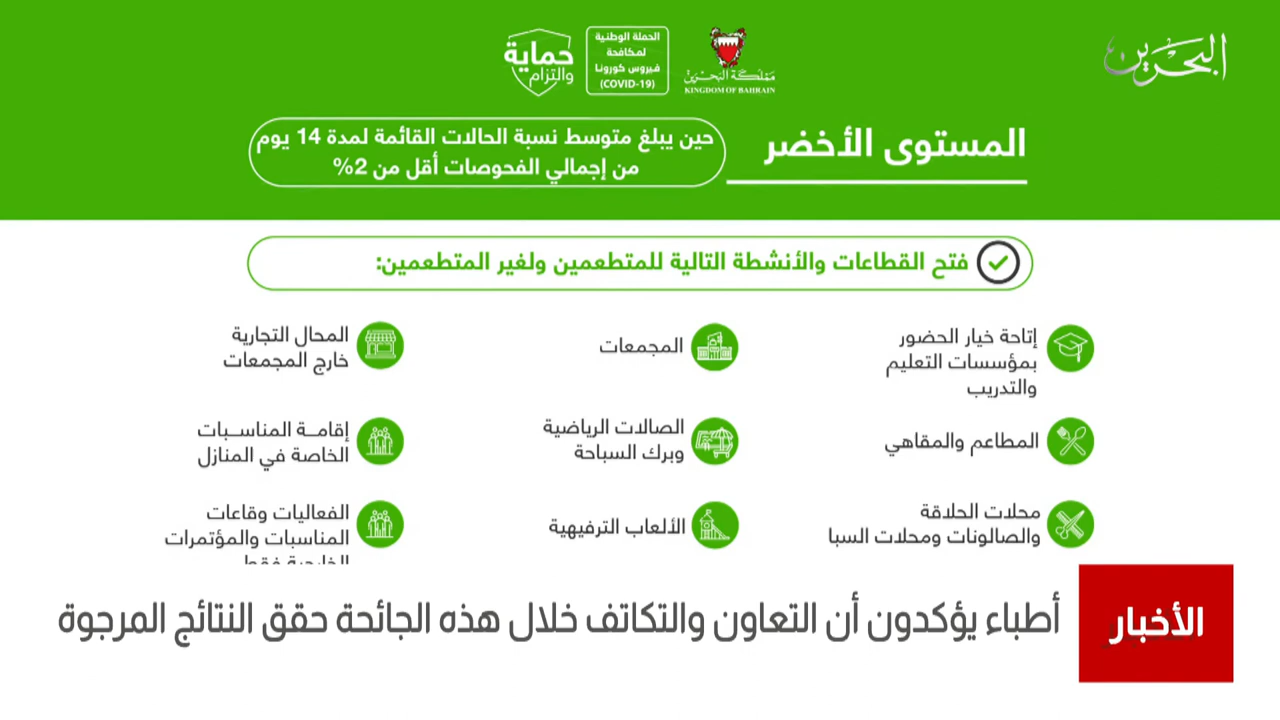 البحرين
مملكة البحرين
KINGDOM OF BAHRAIN
الحملة الوطنية
لمكافحة
فيروس كورونا
(COVID-19)
حماية
والتزام
المستوى الأخضر
حين يبلغ متوسط نسبة الحالات القائمة لمدة 14 يوم
من إجمالي الفحوصات أقل من 2%
فتح القطاعات والأنشطة التالية للمتطعمين ولغير المتطعمين:
إتاحة خيار الحضور
بمؤسسات التعليم
والتدريب
المجمعات
المحال التجارية
خارج المجمعات
المطاعم والمقاهي
الصالات الرياضية
وبرك السباحة
إقامـة المناسـبات
الخاصة في المنازل
محلات الحلاقة
والصالونات ومحلات السبا
الألعاب الترفيهية
الفعاليات وقاعات
المناسبات والمؤتمرات
الخارجية فقط
الأخبار
أطباء يؤكدون أن التعاون والتكاتف خلال هذه الجائحة حقق النتائج المرجوة